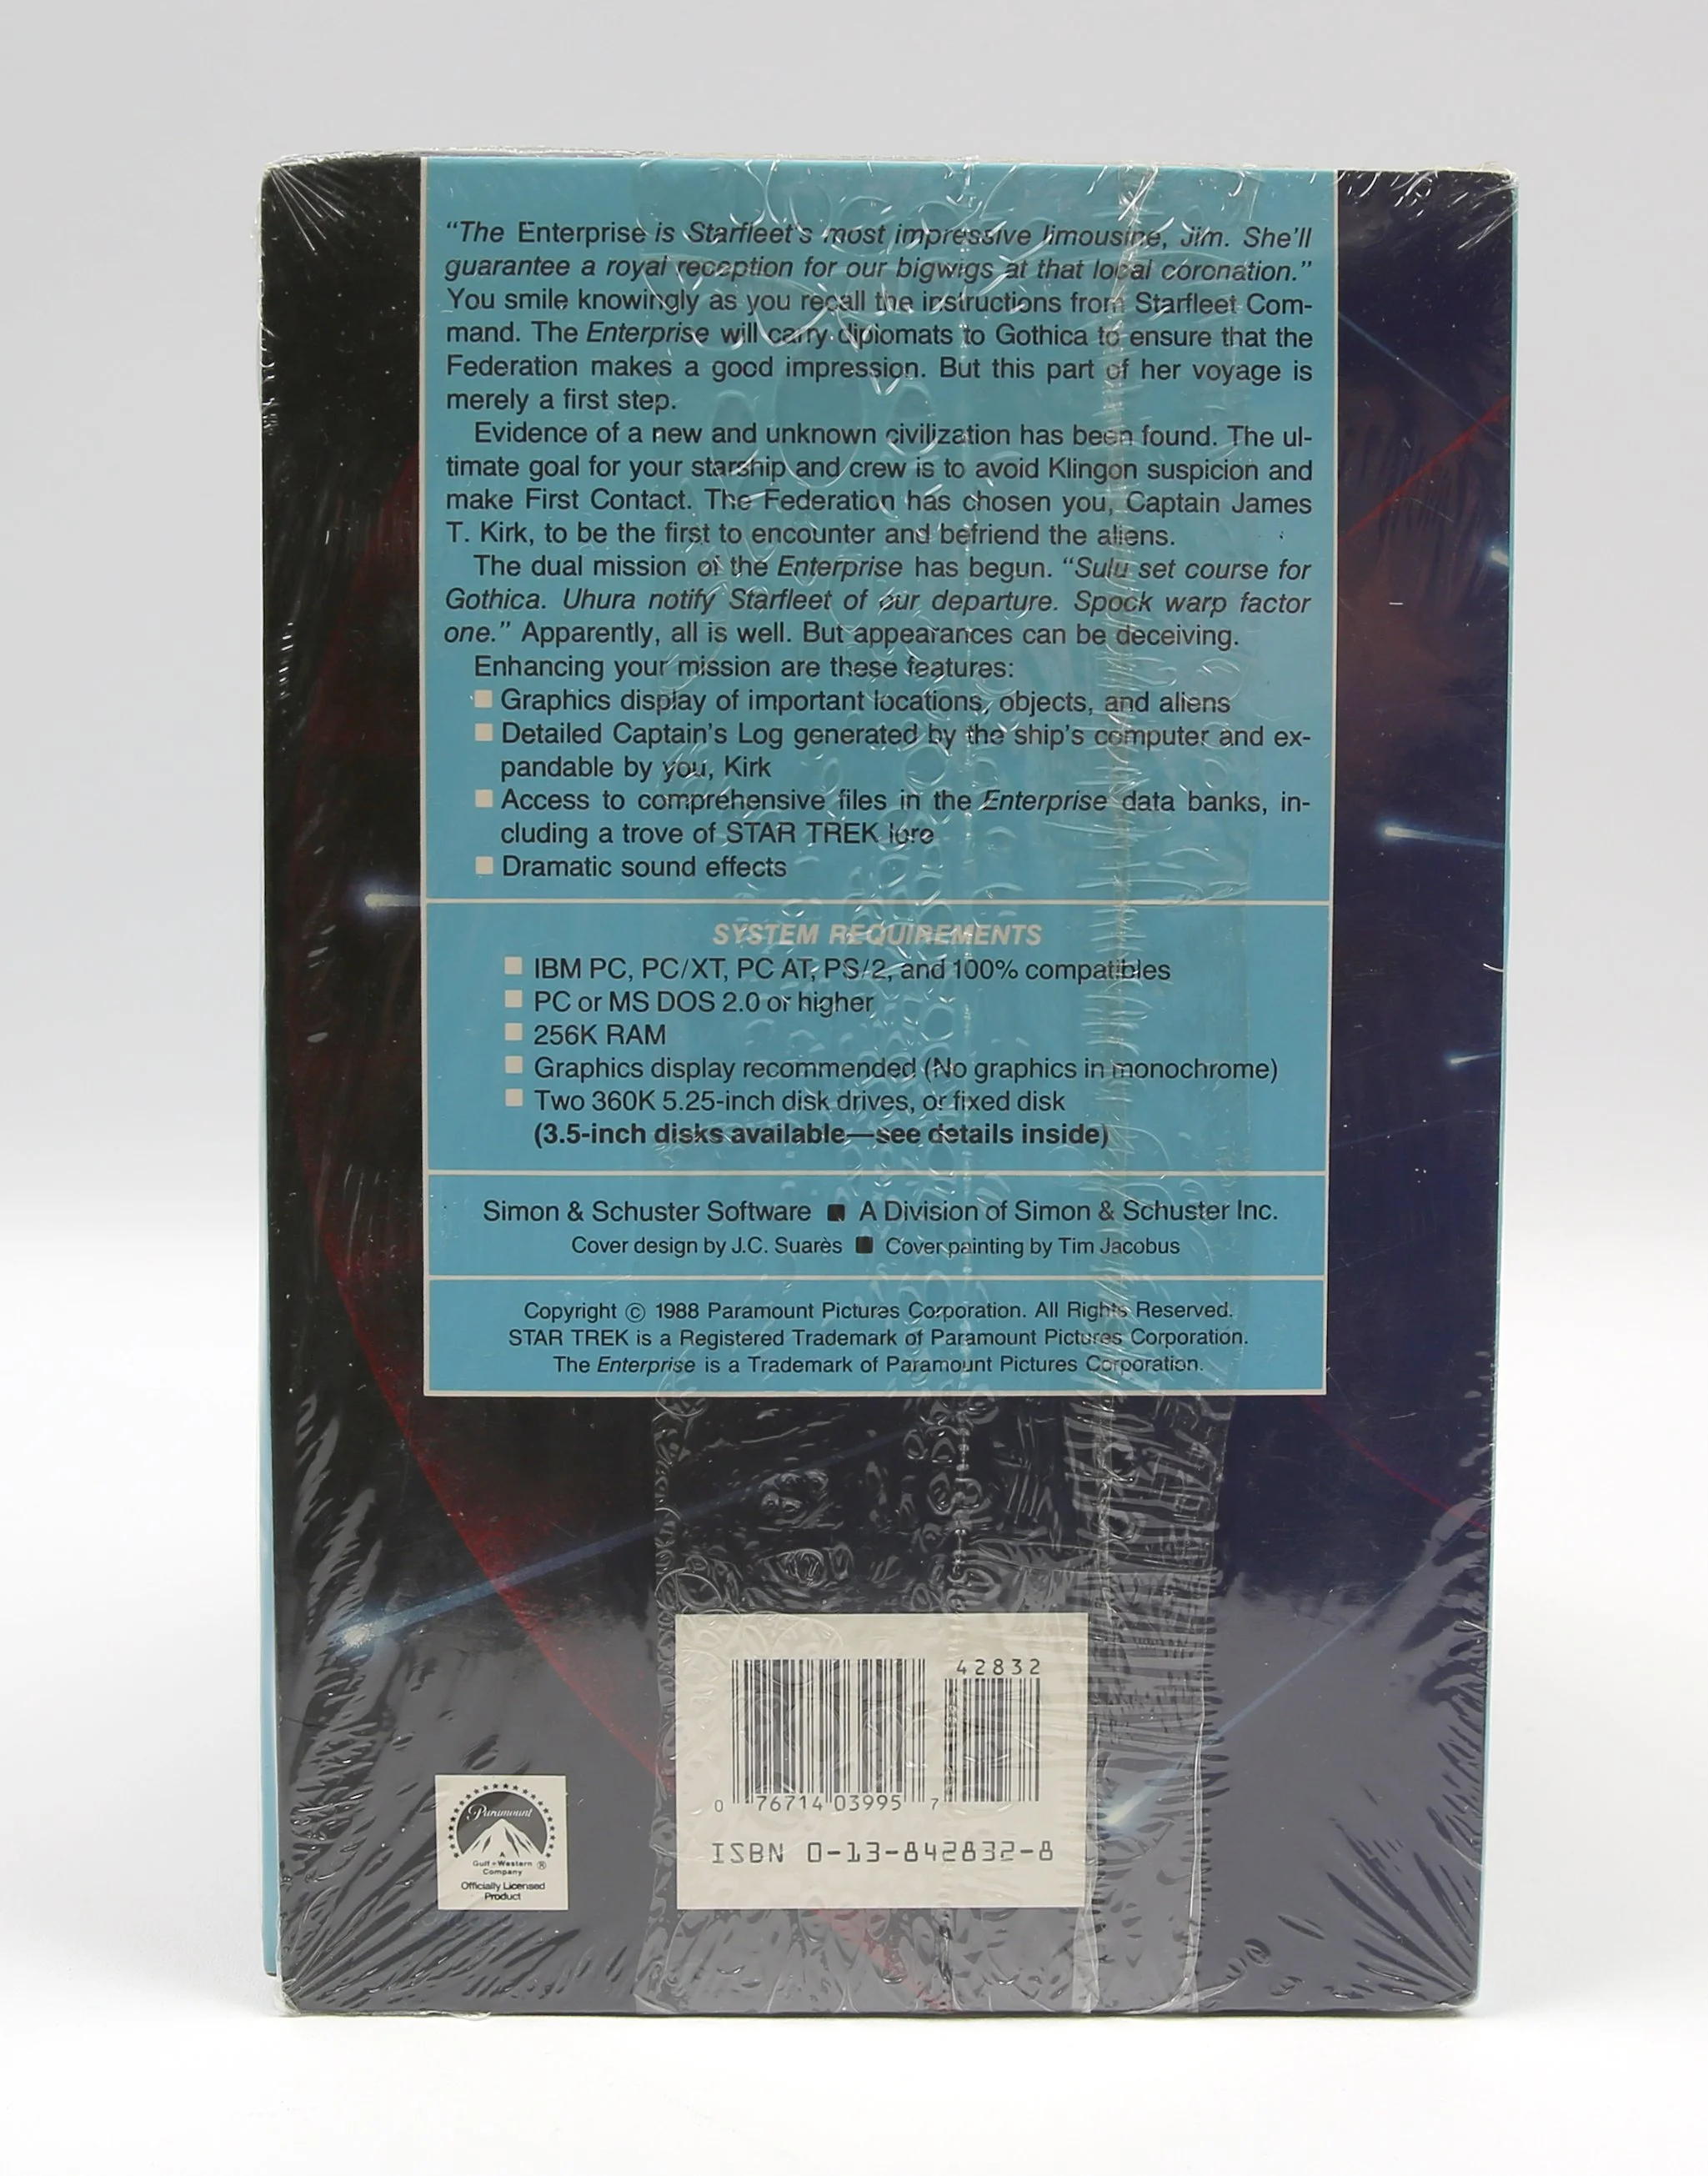 “The Enterprise is Starfleet's most impressive limousine, Jim. She'll
guarantee a royal reception for our bigwigs at that local coronation.”
You smile knowingly as you recall the instructions from Starfleet Com-
mand. The Enterprise will carry diplomats to Gothica to ensure that the
Federation makes a good impression. But this part of her voyage is
merely a first step.
Evidence of a new and unknown civilization has been found. The ul-
timate goal for your starship and crew is to avoid Klingon suspicion and
make First Contact. The Federation has chosen you, Captain James
T. Kirk, to be the first to encounter and befriend the aliens.
The dual mission of the Enterprise has begun. “Sulu set course for
Gothica. Uhura notify Starfleet of our departure. Spock warp factor
one.” Apparently, all is well. But appearances can be deceiving.
Enhancing your mission are these features:
■ Graphics display of important locations, objects, and aliens
■ Detailed Captain's Log generated by the ship's computer and ex-
pandable by you, Kirk
■ Access to comprehensive files in the Enterprise data banks, in-
cluding a trove of STAR TREK lore
■ Dramatic sound effects
SYSTEM REQUIREMENTS
■ IBM PC, PC/XT, PC AT, PS/2, and 100% compatibles
■ PC or MS DOS 2.0 or higher
■ 256K RAM
■ Graphics display recommended (No graphics in monochrome)
■ Two 360K 5.25-inch disk drives, or fixed disk
(3.5-inch disks available—see details inside)
Simon & Schuster Software ■ A Division of Simon & Schuster Inc.
Cover design by J.C. Suarès ■ Cover painting by Tim Jacobus
Copyright © 1988 Paramount Pictures Corporation. All Rights Reserved.
STAR TREK is a Registered Trademark of Paramount Pictures Corporation.
The Enterprise is a Trademark of Paramount Pictures Corporation.
42832
0 76714 03995 7
ISBN 0-13-842832-8
Paramount
A
Gulf+Western ®
Company
Officially Licensed
Product